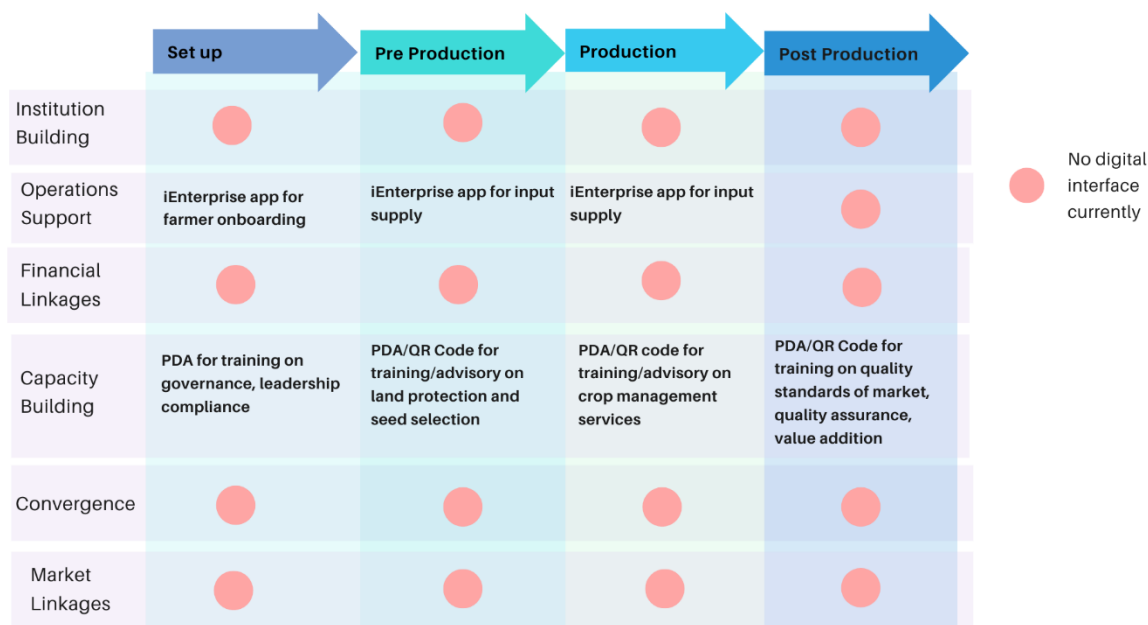 Set up
Pre Production
Production
Post Production
Institution
Building
No digital
interface
currently
Operations
Support
iEnterprise app for
farmer onboarding
iEnterprise app for input
supply
iEnterprise app for input
supply
Financial
Linkages
Capacity
Building
PDA for training on
governance, leadership
compliance
PDA/QR Code for
training/advisory on
land protection and
seed selection
PDA/QR code for
training/advisory on
crop management
services
PDA/QR Code for
training on quality
standards of market,
quality assurance,
value addition
Convergence
Market
Linkages